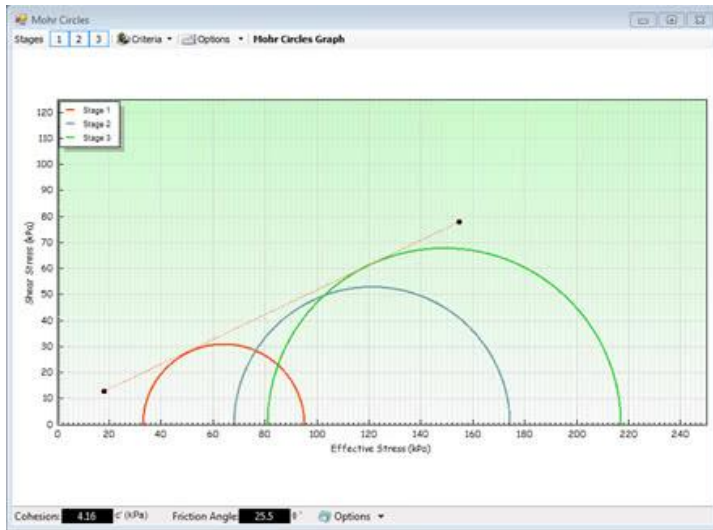 Mohr Circles
Stages 1 2 3 Criteria Options Mohr Circles Graph
Stage 1
Stage 2
Stage 3
120
110
100
90
80
70
60
50
40
30
20
10
0
Shear Stress (kPa)
0 20 40 60 80 100 120 140 160 180 200 220 240
Effective Stress (kPa)
Cohesion: 4.16 c' (kPa) Friction Angle: 25.5 θ ' Options